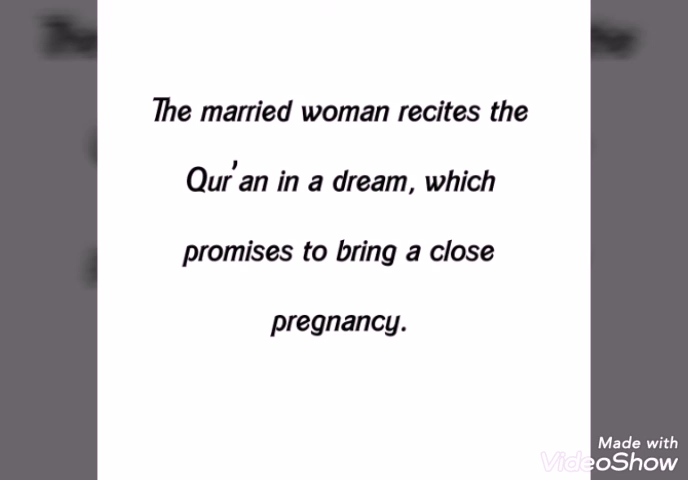 The married woman recites the
Qur'an in a dream, which
promises to bring a close
pregnancy.
Made with
VideoShow